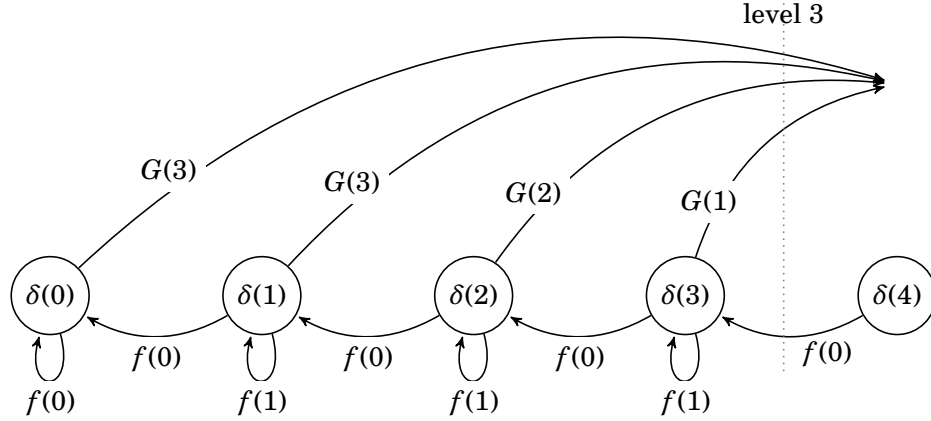 level 3
G(3)
G(3)
G(2)
G(1)
δ(0)
δ(1)
δ(2)
δ(3)
δ(4)
f(0)
f(0)
f(0)
f(0)
f(0)
f(1)
f(1)
f(1)